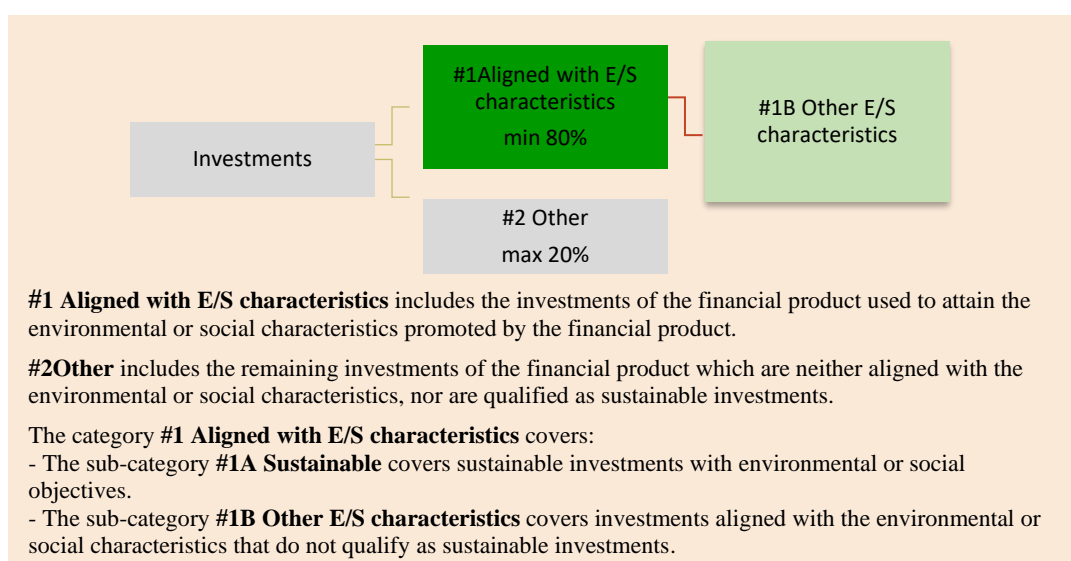 #1Aligned with E/S
characteristics
min 80%
#1B Other E/S
characteristics
Investments
#2 Other
max 20%
#1 Aligned with E/S characteristics includes the investments of the financial product used to attain the
environmental or social characteristics promoted by the financial product.
#2Other includes the remaining investments of the financial product which are neither aligned with the
environmental or social characteristics, nor are qualified as sustainable investments.
The category #1 Aligned with E/S characteristics covers:
- The sub-category #1A Sustainable covers sustainable investments with environmental or social
objectives.
- The sub-category #1B Other E/S characteristics covers investments aligned with the environmental or
social characteristics that do not qualify as sustainable investments.